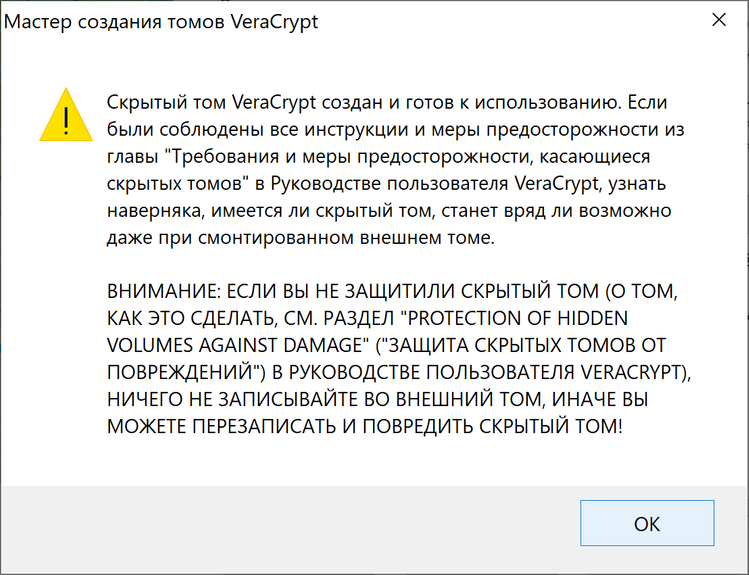 Мастер создания томов VeraCrypt
Скрытый том VeraCrypt создан и готов к использованию. Если
были соблюдены все инструкции и меры предосторожности из
главы "Требования и меры предосторожности, касающиеся
скрытых томов" в Руководстве пользователя VeraCrypt, узнать
наверняка, имеется ли скрытый том, станет вряд ли возможно
даже при смонтированном внешнем томе.
ВНИМАНИЕ: ЕСЛИ ВЫ НЕ ЗАЩИТИЛИ СКРЫТЫЙ ТОМ (О ТОМ,
КАК ЭТО СДЕЛАТЬ, СМ. РАЗДЕЛ "PROTECTION OF HIDDEN
VOLUMES AGAINST DAMAGE" ("ЗАЩИТА СКРЫТЫХ ТОМОВ ОТ
ПОВРЕЖДЕНИЙ") В РУКОВОДСТВЕ ПОЛЬЗОВАТЕЛЯ VERACRYPT),
НИЧЕГО НЕ ЗАПИСЫВАЙТЕ ВО ВНЕШНИЙ ТОМ, ИНАЧЕ ВЫ
МОЖЕТЕ ПЕРЕЗАПИСАТЬ И ПОВРЕДИТЬ СКРЫТЫЙ ТОМ!
ОК